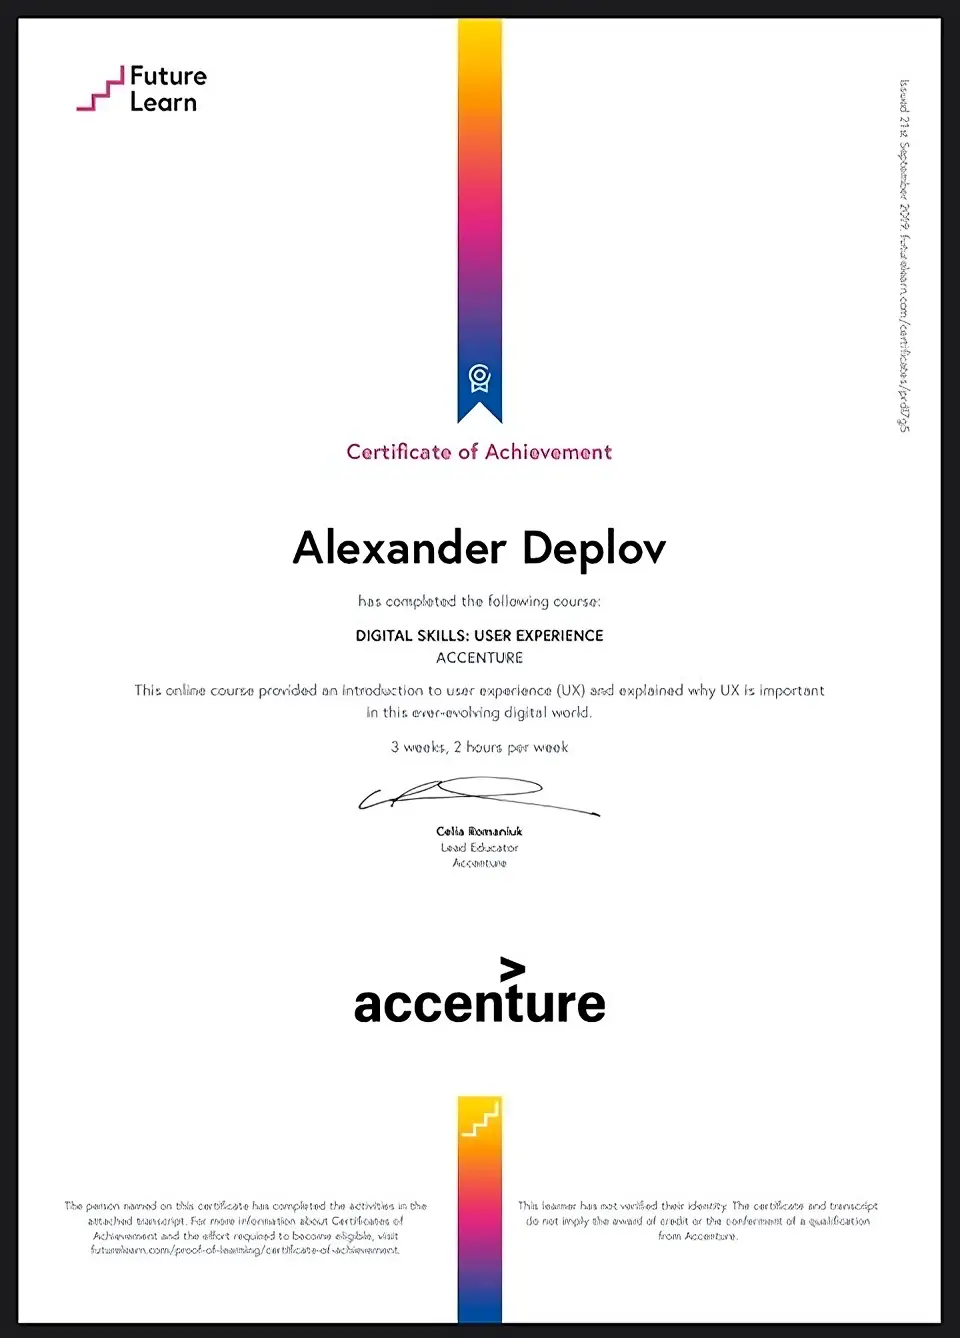 Future
Learn
Issued 21st September 2019. futurelearn.com/certificates/
Certificate of Achievement
Alexander Deplov
has completed the following course:
DIGITAL SKILLS: USER EXPERIENCE
ACCENTURE
This online course provided an introduction to user experience (UX) and explained why UX is important
in this ever-evolving digital world.
3 weeks, 2 hours per week
Celia Romaniuk
Lead Educator
Accenture
accenture
The person named on this certificate has completed the activities in the
attached transcript. For more information about Certificates of
Achievement and the effort required to become eligible, visit
futurelearn.com/proof-of-learning/certificate-of-achievement.
This learner has not verified their identity. The certificate and transcript
do not imply the award of credit or the conferment of a qualification
from Accenture.